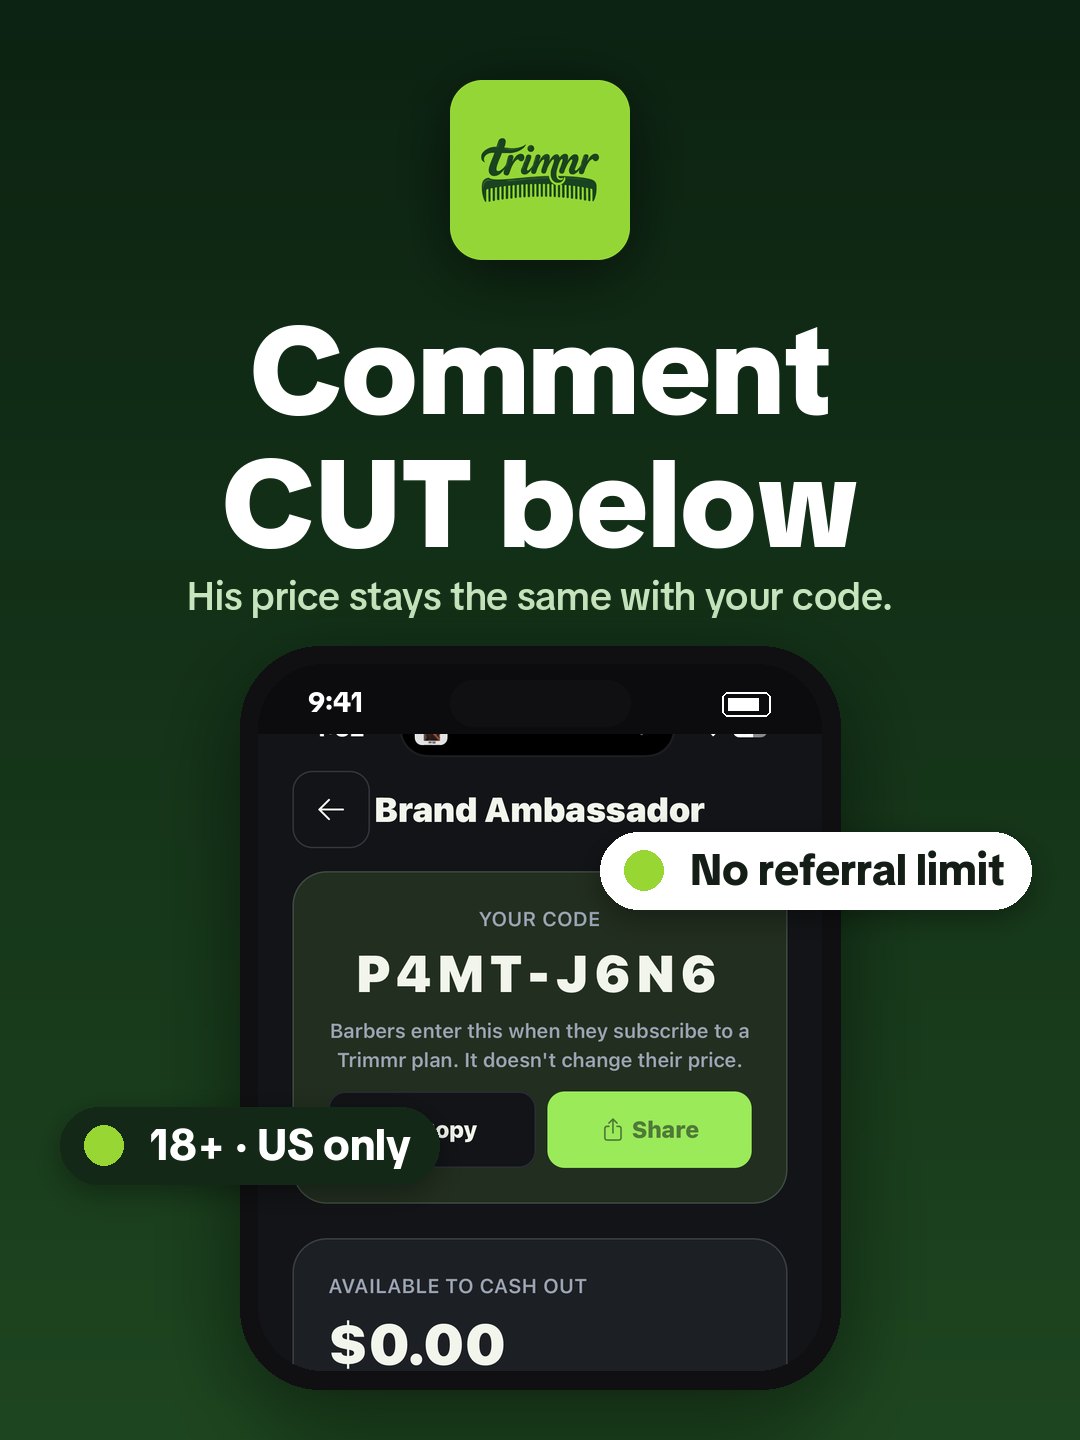 trimmr
Comment
CUT below
His price stays the same with your code.
9:41
Brand Ambassador
No referral limit
YOUR CODE
P4MT-J6N6
Barbers enter this when they subscribe to a
Trimmr plan. It doesn't change their price.
18+ · US only
opy
Share
AVAILABLE TO CASH OUT
$0.00